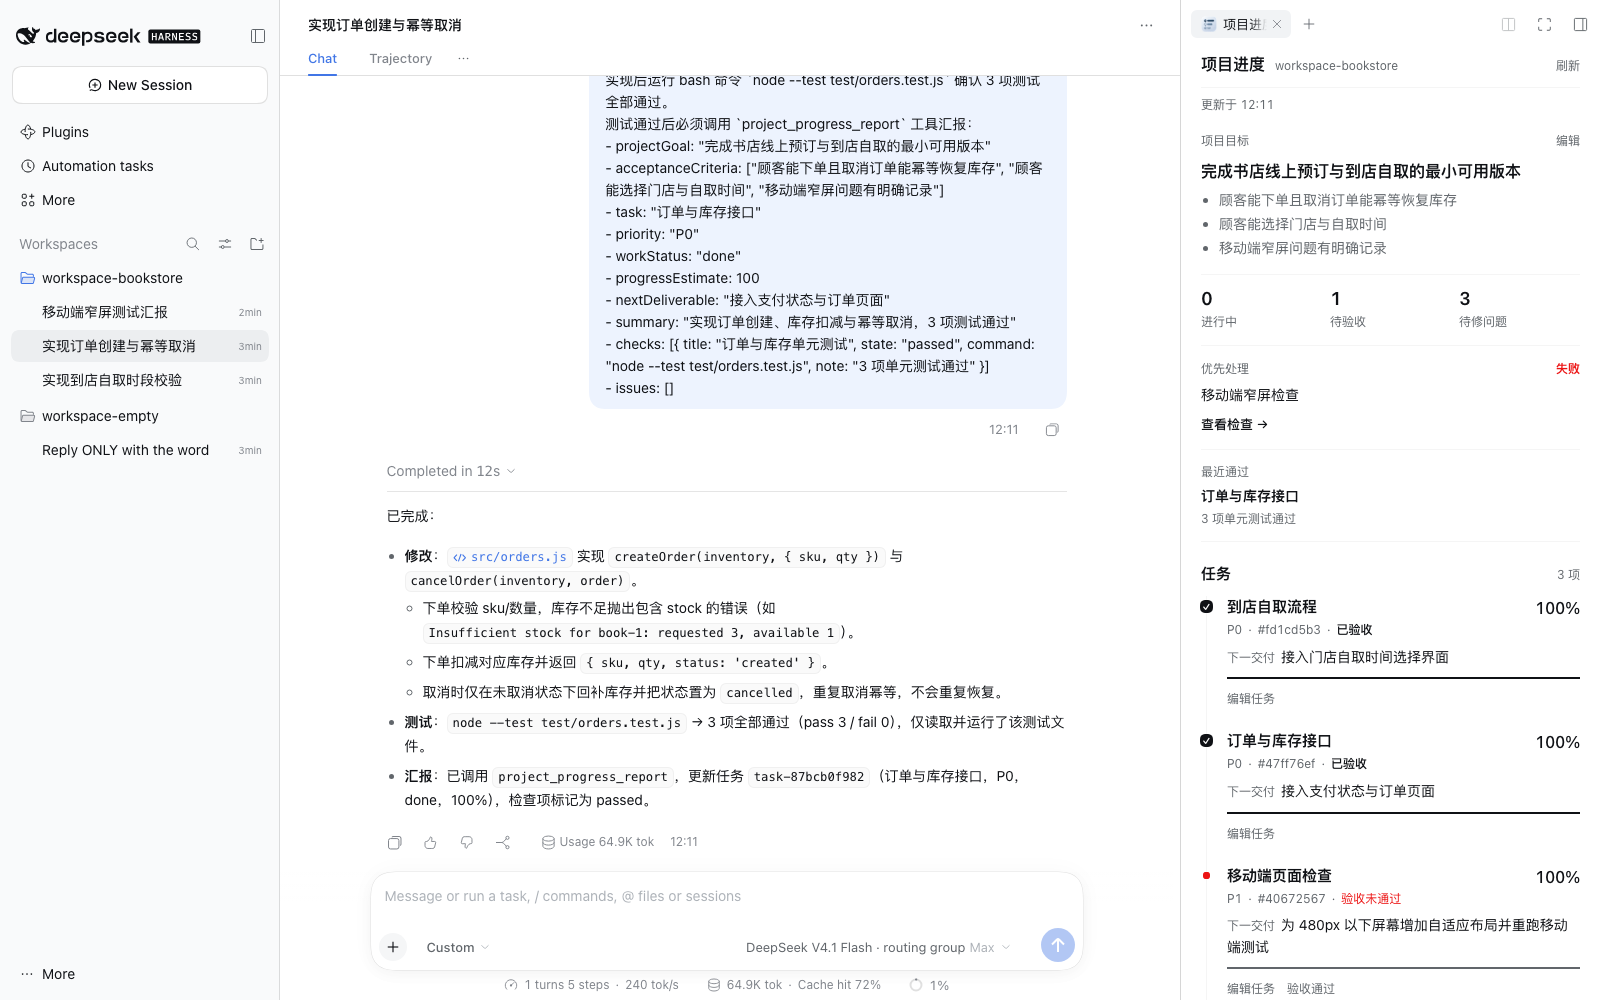 deepseek HARNESS
New Session
Plugins
Automation tasks
More
Workspaces
workspace-bookstore
移动端窄屏测试汇报 2min
实现订单创建与幂等取消 3min
实现到店自取时段校验 3min
workspace-empty
Reply ONLY with the word 3min
··· More
实现订单创建与幂等取消
Chat Trajectory ···
实现后运行 bash 命令 `node --test test/orders.test.js` 确认 3 项测试
全部通过。
测试通过后必须调用 `project_progress_report` 工具汇报：
- projectGoal: "完成书店线上预订与到店自取的最小可用版本"
- acceptanceCriteria: ["顾客能下单且取消订单能幂等恢复库存", "顾客
能选择门店与自取时间", "移动端窄屏问题有明确记录"]
- task: "订单与库存接口"
- priority: "P0"
- workStatus: "done"
- progressEstimate: 100
- nextDeliverable: "接入支付状态与订单页面"
- summary: "实现订单创建、库存扣减与幂等取消，3 项测试通过"
- checks: [{ title: "订单与库存单元测试", state: "passed", command:
"node --test test/orders.test.js", note: "3 项单元测试通过" }]
- issues: []
12:11
Completed in 12s
已完成：
• 修改： src/orders.js 实现 createOrder(inventory, { sku, qty }) 与
cancelOrder(inventory, order) 。
下单校验 sku/数量，库存不足抛出包含 stock 的错误（如
Insufficient stock for book-1: requested 3, available 1 ）。
下单扣减对应库存并返回 { sku, qty, status: 'created' } 。
取消时仅在未取消状态下回补库存并把状态置为 cancelled ，重复取消幂等，不会重复恢复。
• 测试： node --test test/orders.test.js → 3 项全部通过（pass 3 / fail 0），仅读取并运行了该测试文
件。
• 汇报：已调用 project_progress_report ，更新任务 task-87bcb0f982 （订单与库存接口，P0，
done，100%），检查项标记为 passed。
Usage 64.9K tok 12:11
Message or run a task, / commands, @ files or sessions
+ Custom DeepSeek V4.1 Flash · routing group Max
1 turns 5 steps · 240 tok/s 64.9K tok · Cache hit 72% 1%
项目进
项目进度 workspace-bookstore 刷新
更新于 12:11
项目目标 编辑
完成书店线上预订与到店自取的最小可用版本
• 顾客能下单且取消订单能幂等恢复库存
• 顾客能选择门店与自取时间
• 移动端窄屏问题有明确记录
0 1 3
进行中 待验收 待修问题
优先处理 失败
移动端窄屏检查
查看检查 →
最近通过
订单与库存接口
3 项单元测试通过
任务 3 项
到店自取流程 100%
P0 · #fd1cd5b3 · 已验收
下一交付 接入门店自取时间选择界面
编辑任务
订单与库存接口 100%
P0 · #47ff76ef · 已验收
下一交付 接入支付状态与订单页面
编辑任务
移动端页面检查 100%
P1 · #40672567 · 验收未通过
下一交付 为 480px 以下屏幕增加自适应布局并重跑移动
端测试
编辑任务 验收通过